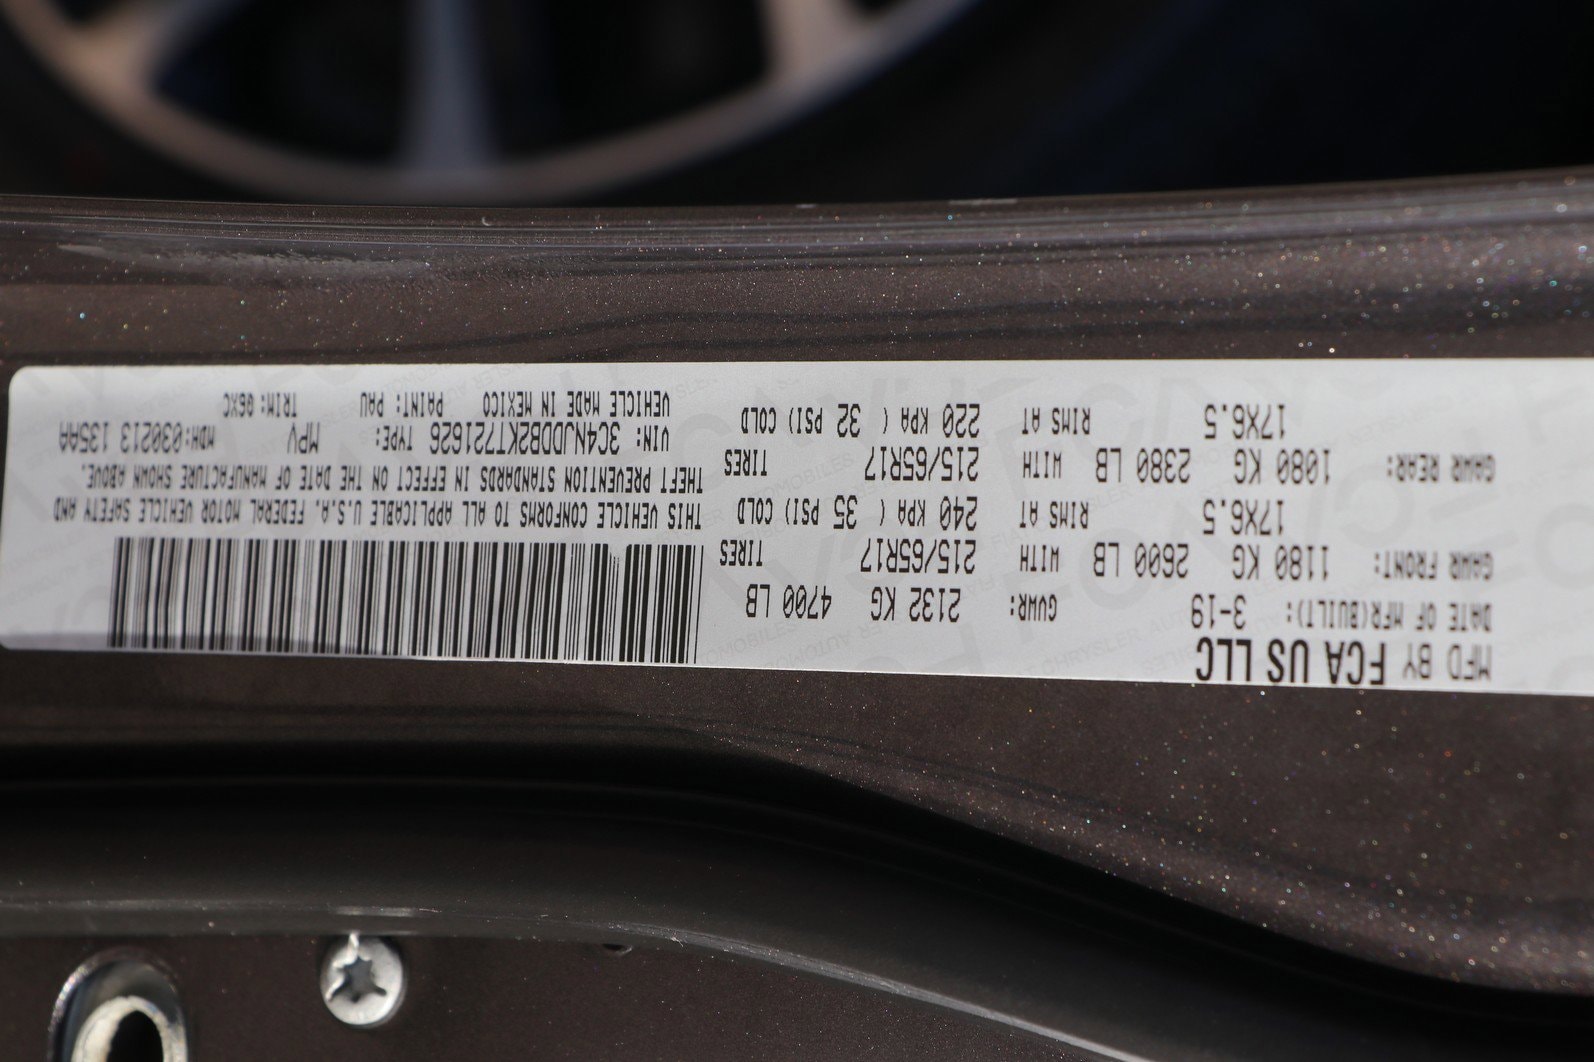 MFD BY FCA US LLC
DATE OF MFR(BUILT): 3-19 GVWR: 2132 KG 4700 LB
GAWR FRONT: 1180 KG 2600 LB WITH 215/65R17 TIRES
17X6.5 RIMS AT 240 KPA ( 35 PSI) COLD
GAWR REAR: 1080 KG 2380 LB WITH 215/65R17 TIRES
17X6.5 RIMS AT 220 KPA ( 32 PSI) COLD
THIS VEHICLE CONFORMS TO ALL APPLICABLE U.S.A. FEDERAL MOTOR VEHICLE SAFETY AND
THEFT PREVENTION STANDARDS IN EFFECT ON THE DATE OF MANUFACTURE SHOWN ABOVE.
VIN: 3C4NJDDB2KT721626 TYPE: MPV MDH:030213 135AA
VEHICLE MADE IN MEXICO PAINT: PAU TRIM: G6XC